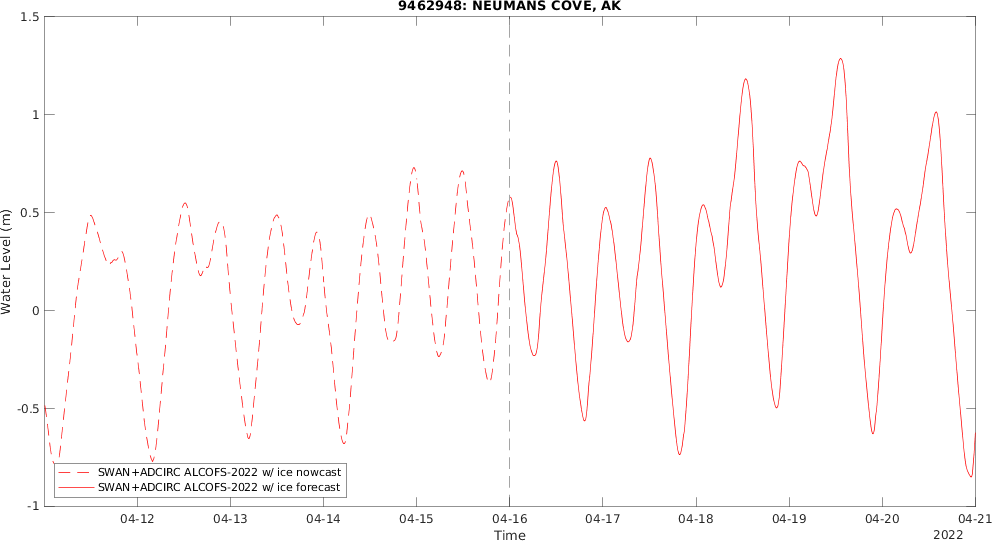 9462948: NEUMANS COVE, AK
1.5
1
0.5
0
-0.5
-1
Water Level (m)
SWAN+ADCIRC ALCOFS-2022 w/ ice nowcast
SWAN+ADCIRC ALCOFS-2022 w/ ice forecast
04-12 04-13 04-14 04-15 04-16 04-17 04-18 04-19 04-20 04-21
Time
2022